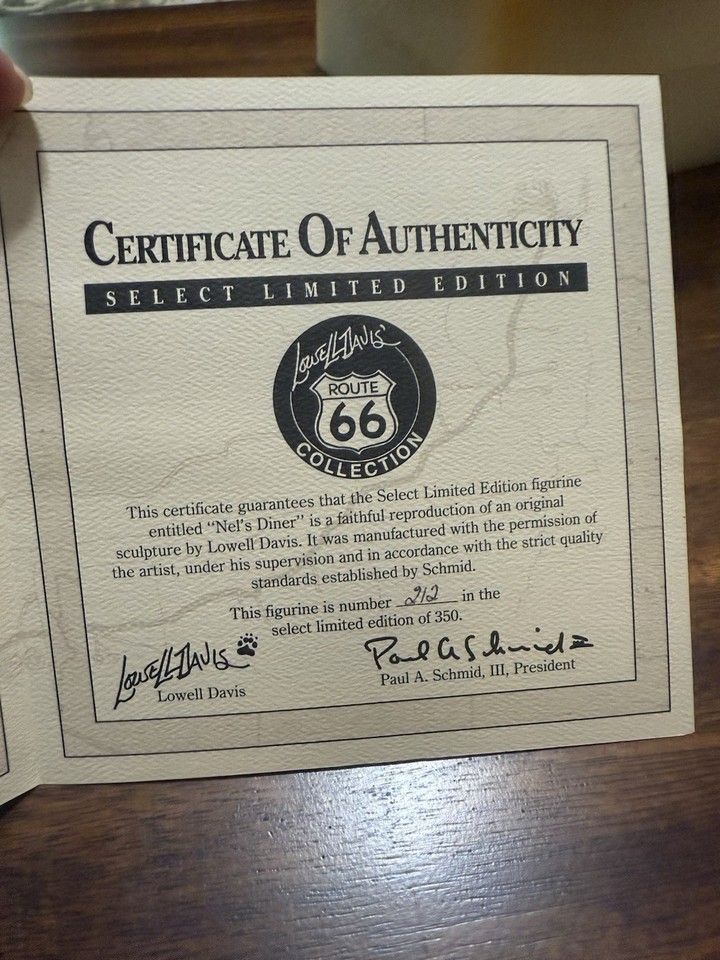 CERTIFICATE OF AUTHENTICITY
SELECT LIMITED EDITION
LOWELL DAVIS'
ROUTE
66
COLLECTION
This certificate guarantees that the Select Limited Edition figurine
entitled "Nel's Diner" is a faithful reproduction of an original
sculpture by Lowell Davis. It was manufactured with the permission of
the artist, under his supervision and in accordance with the strict quality
standards established by Schmid.
This figurine is number 212 in the
select limited edition of 350.
LOWELL DAVIS
Paul A Schmid III
Lowell Davis
Paul A. Schmid, III, President